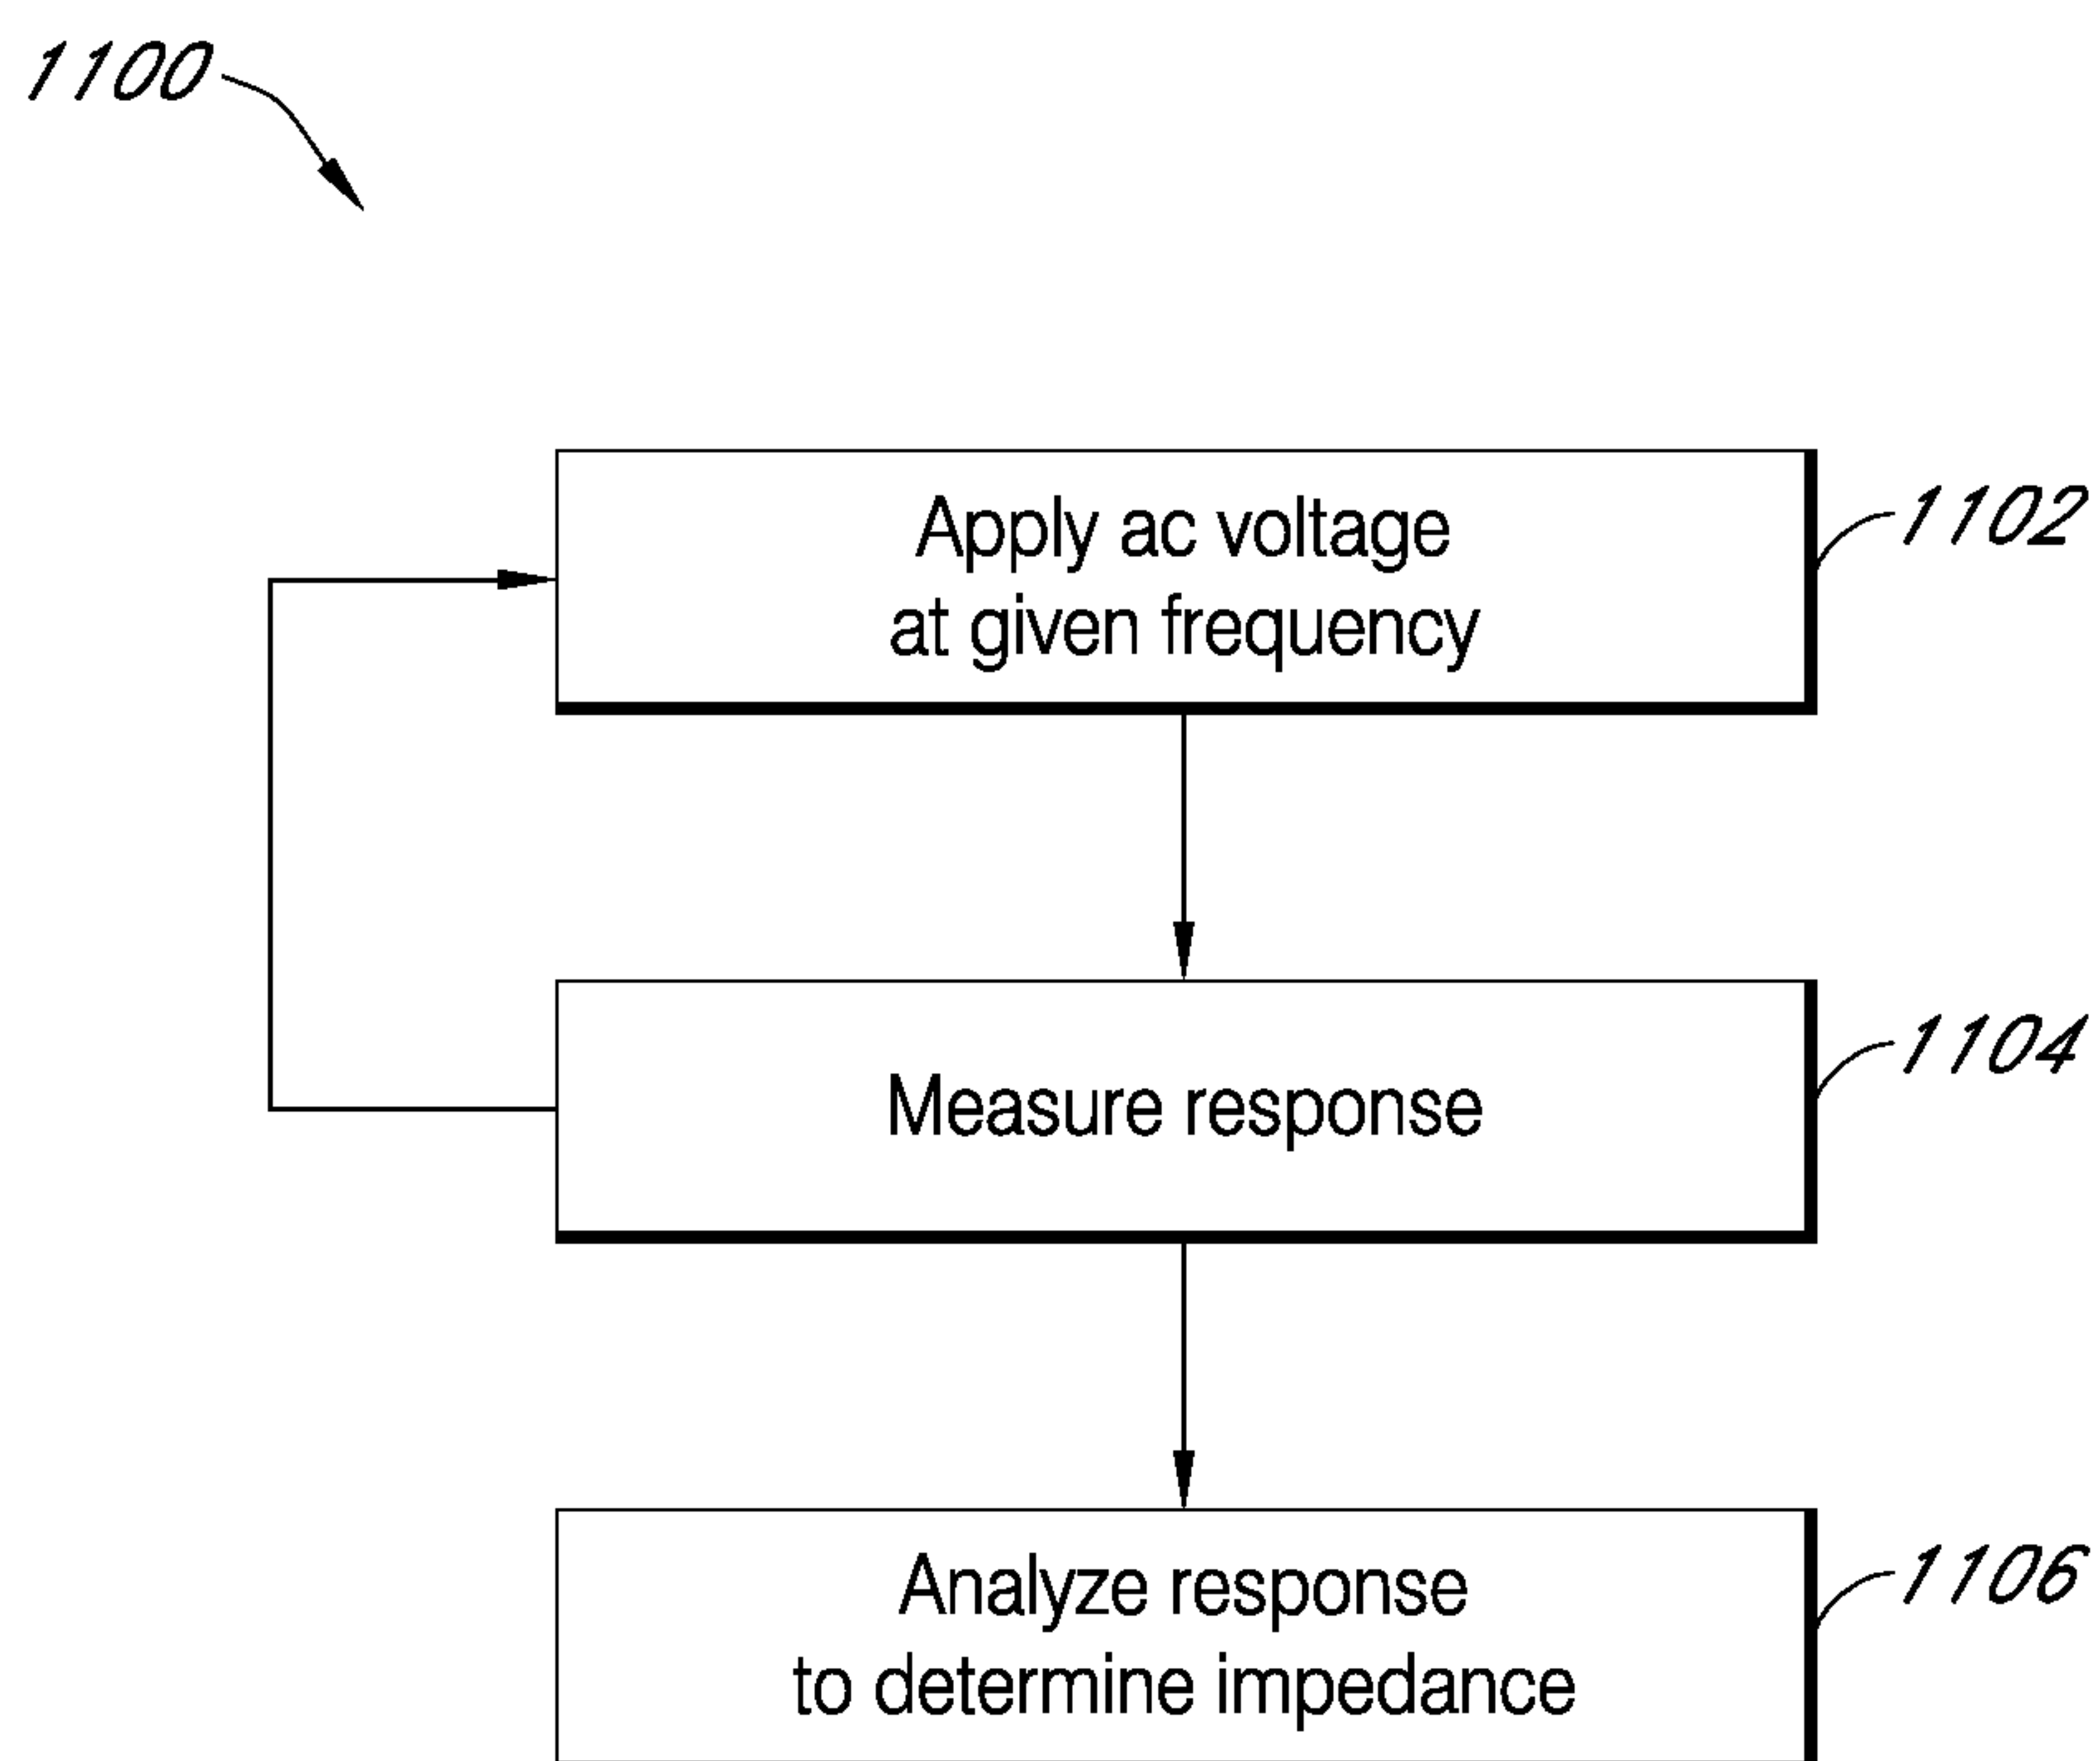 1100
Apply ac voltage
at given frequency
1102
Measure response
1104
Analyze response
to determine impedance
1106